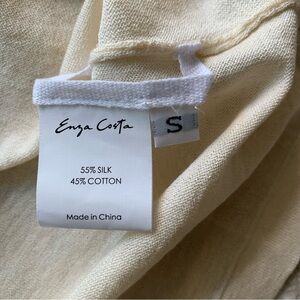 Enza Costa
S
55% SILK
45% COTTON
Made in China